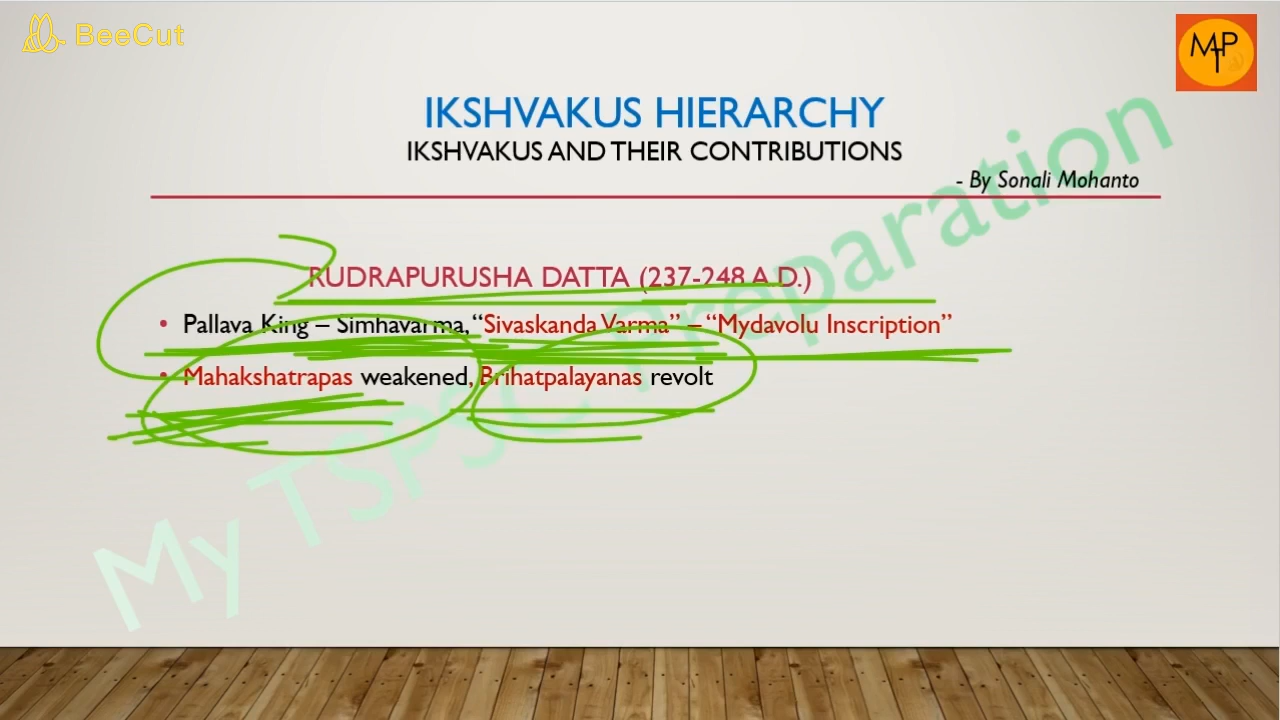 BeeCut
MTP
IKSHVAKUS HIERARCHY
IKSHVAKUS AND THEIR CONTRIBUTIONS
- By Sonali Mohanto
RUDRAPURUSHA DATTA (237-248 A.D.)
• Pallava King – Simhavarma, “Sivaskanda Varma” – “Mydavolu Inscription”
• Mahakshatrapas weakened, Brihatpalayanas revolt
My TSPSC Preparation